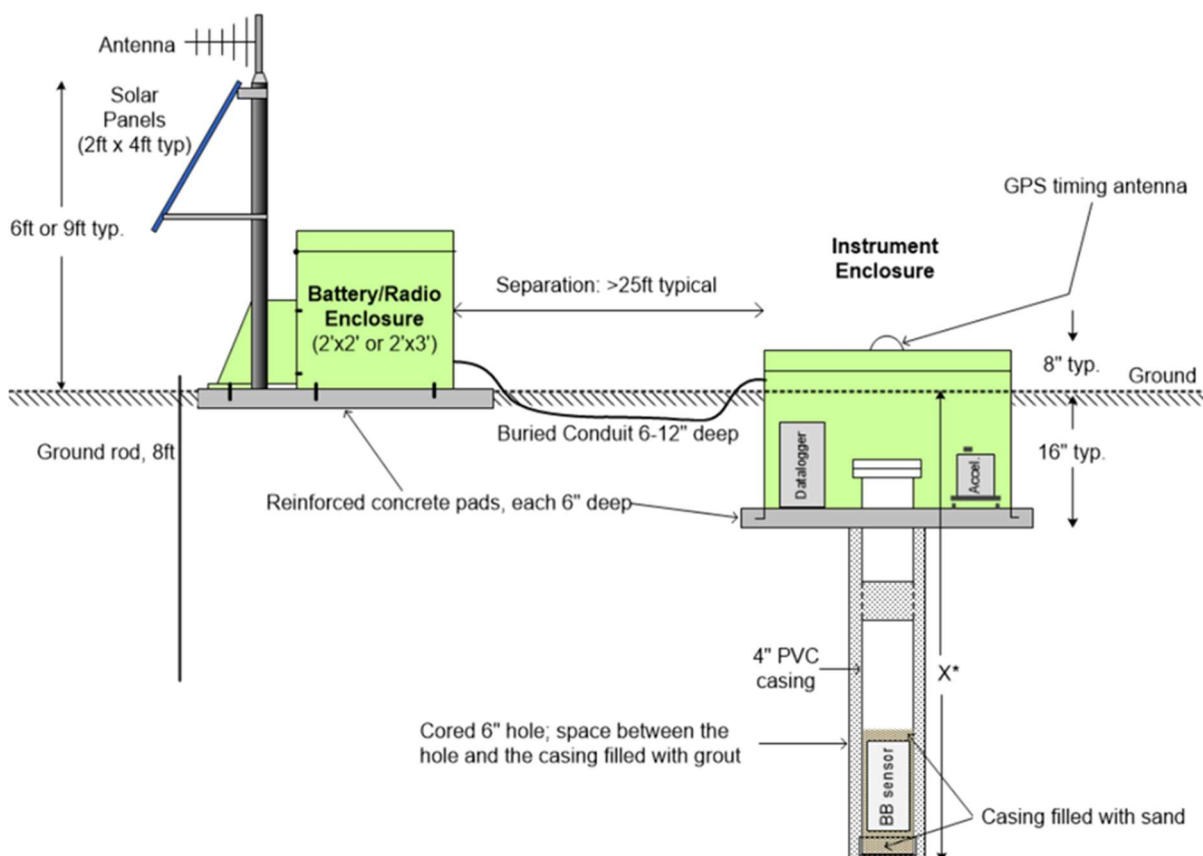 Antenna
Solar
Panels
(2ft x 4ft typ)
6ft or 9ft typ.
Battery/Radio
Enclosure
(2'x2' or 2'x3')
Separation: >25ft typical
GPS timing antenna
Instrument
Enclosure
8" typ.
Ground
16" typ.
Buried Conduit 6-12" deep
Ground rod, 8ft
Reinforced concrete pads, each 6" deep
Datalogger
Accel.
4" PVC
casing
X*
Cored 6" hole; space between the
hole and the casing filled with grout
BB sensor
Casing filled with sand